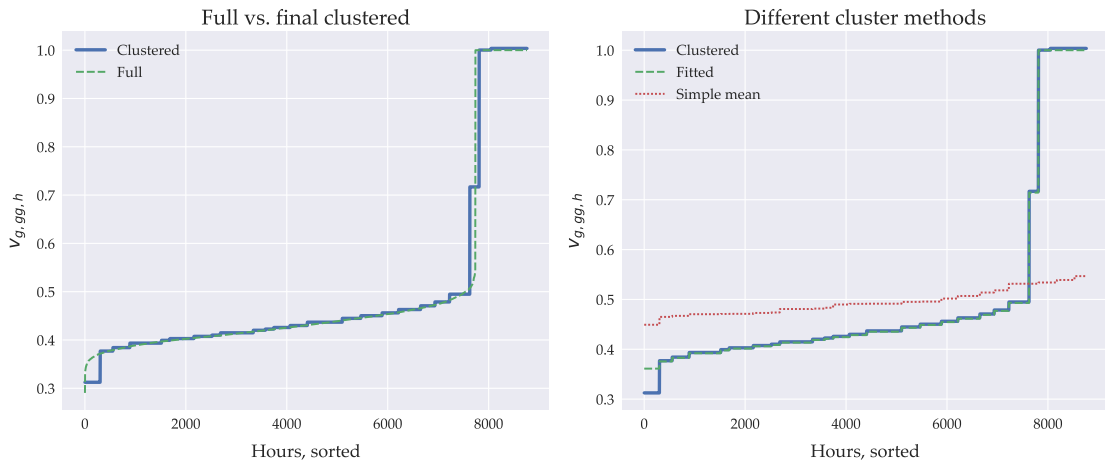 Full vs. final clustered
Clustered
Full
1.0
0.9
0.8
0.7
0.6
0.5
0.4
0.3
v_{g, gg, h}
0 2000 4000 6000 8000
Hours, sorted
Different cluster methods
Clustered
Fitted
Simple mean
1.0
0.9
0.8
0.7
0.6
0.5
0.4
0.3
v_{g, gg, h}
0 2000 4000 6000 8000
Hours, sorted